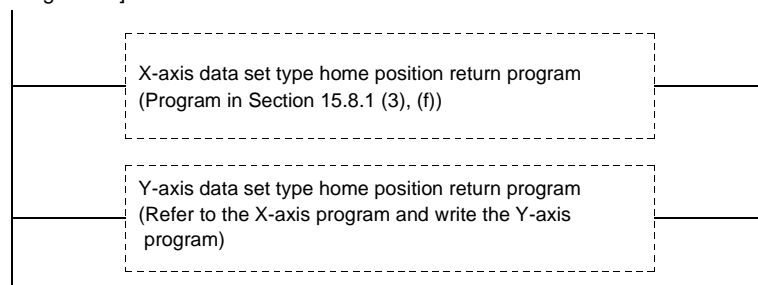 X-axis data set type home position return program
(Program in Section 15.8.1 (3), (f))
Y-axis data set type home position return program
(Refer to the X-axis program and write the Y-axis
program)